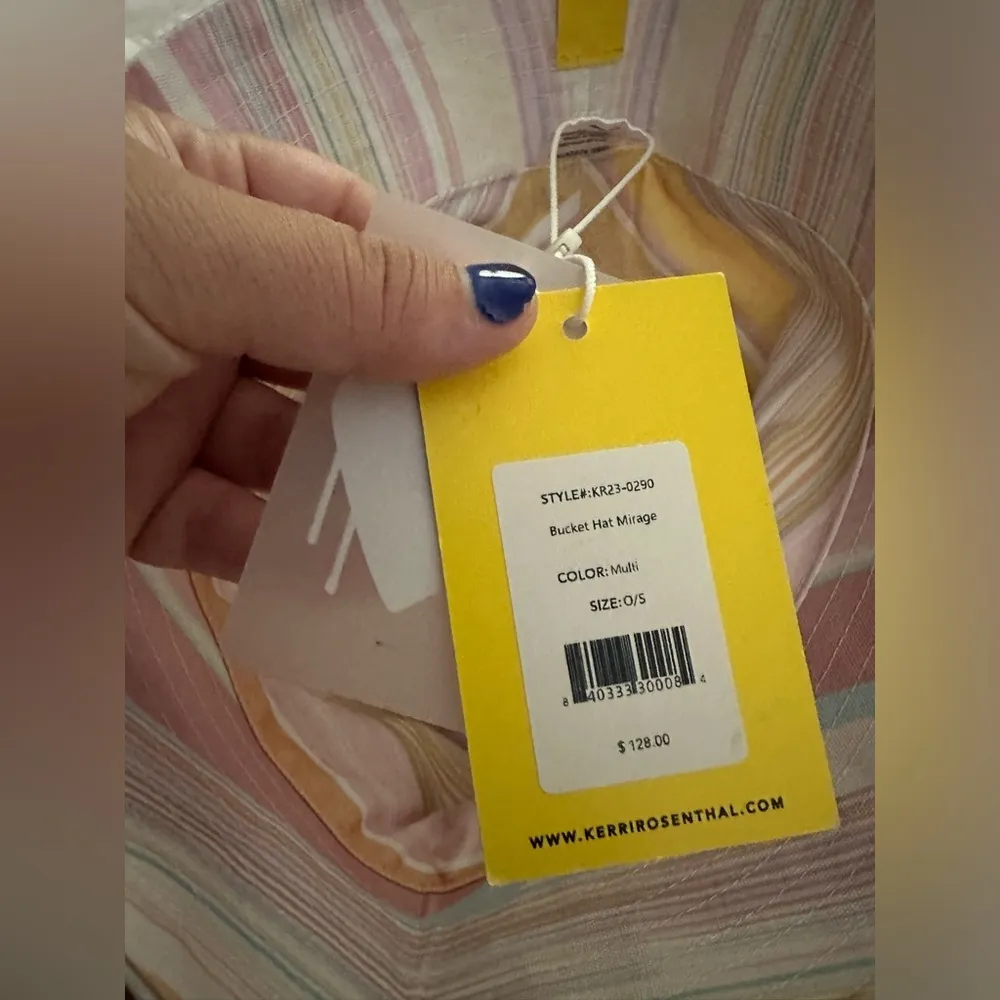 STYLE#:KR23-0290
Bucket Hat Mirage
COLOR: Multi
SIZE:O/S
8 40333 30008 4
$ 128.00
WWW.KERRIROSENTHAL.COM